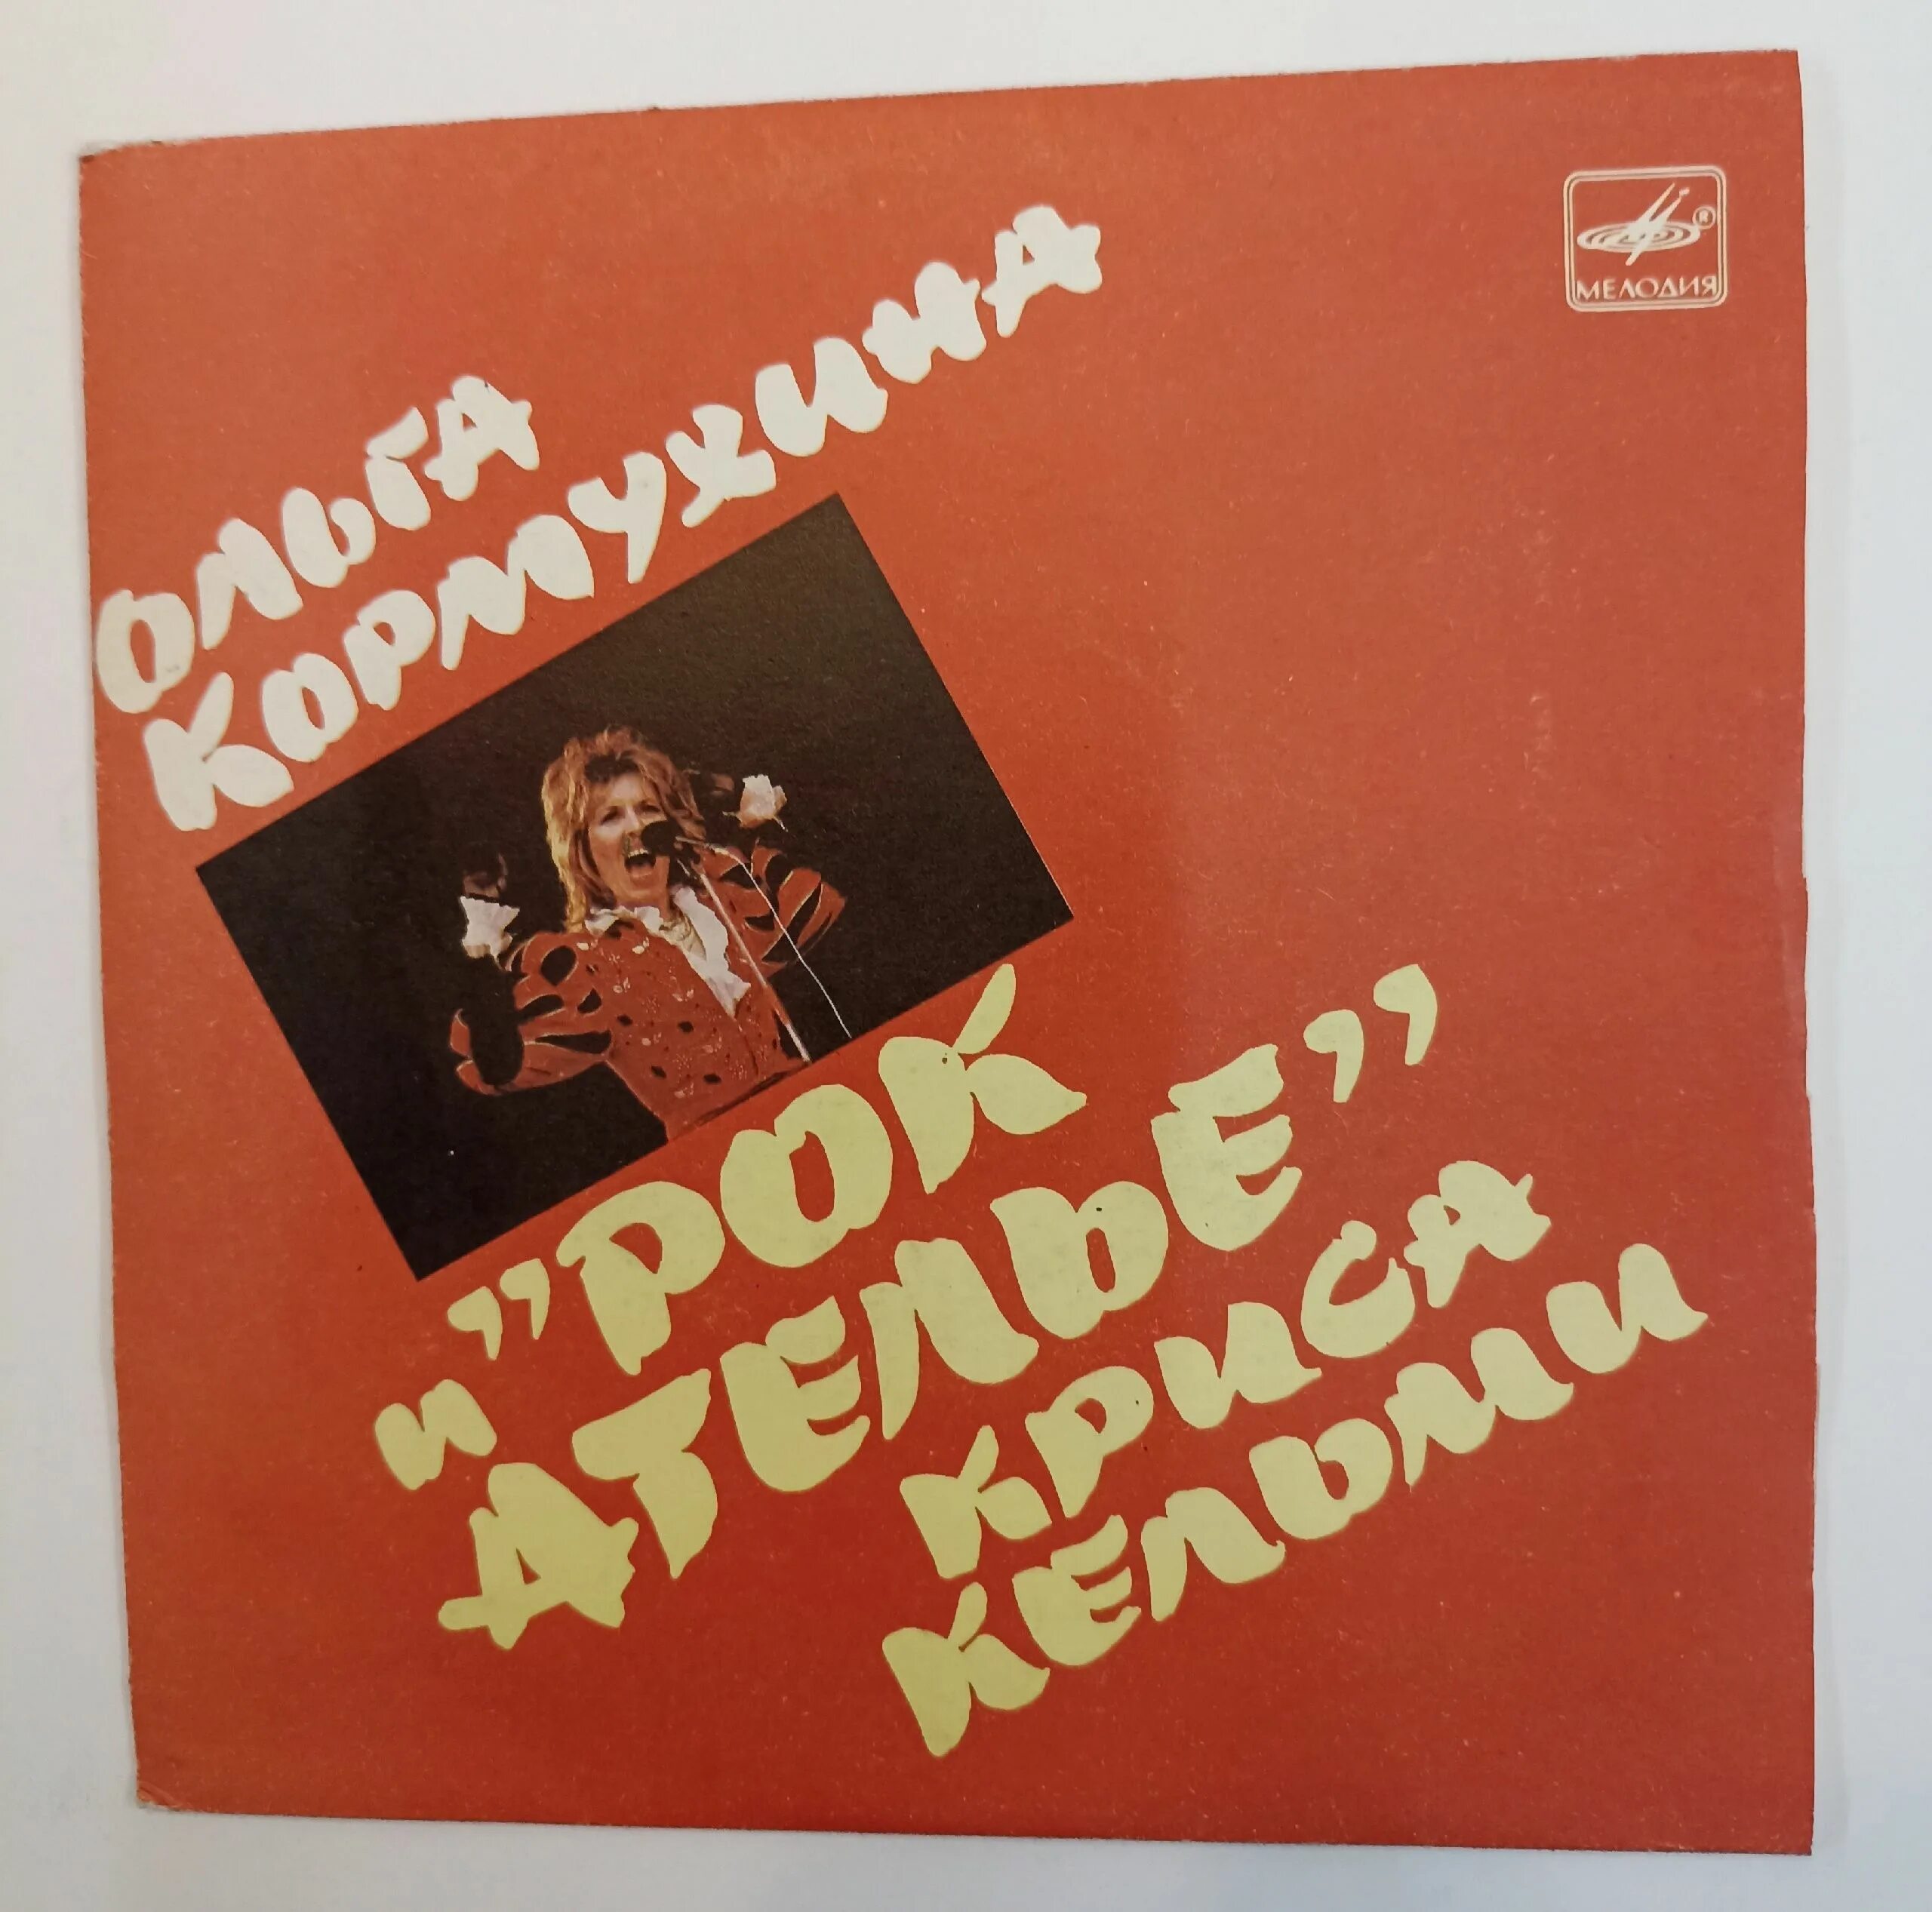 ОЛЬГА
КОРМУХИНА
МЕЛОДИЯ
и ”РОК
АТЕЛЬЕ”
КРИСА
КЕЛЬМИ